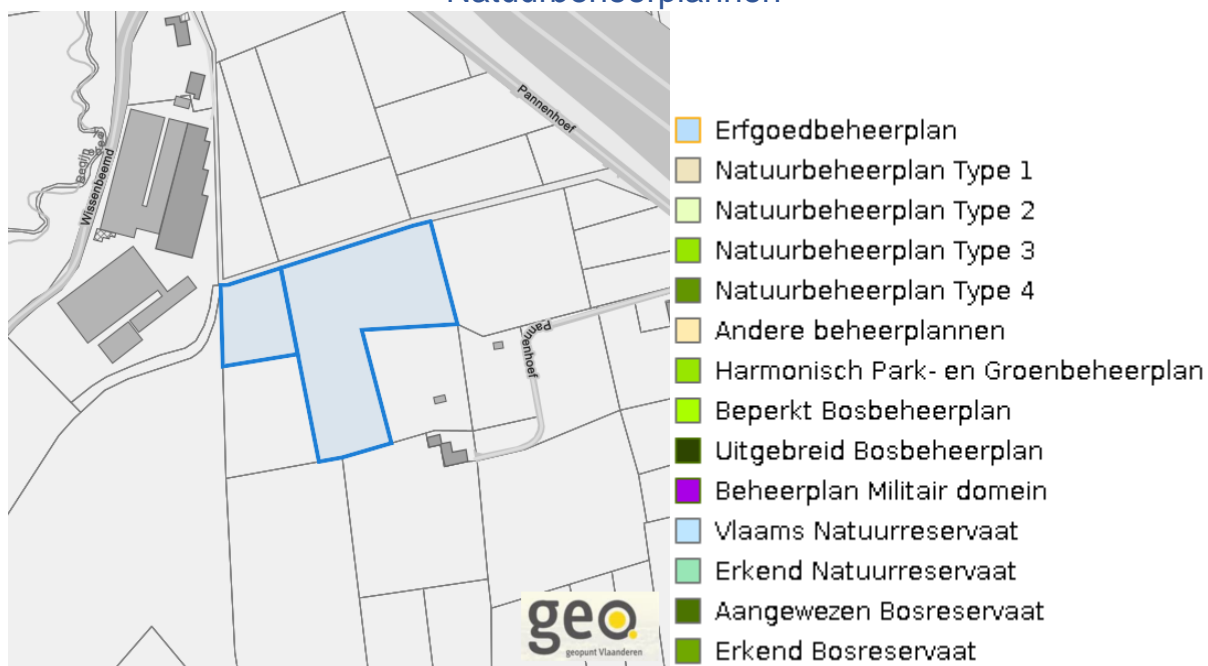 Natuurbeheerplannen
Pannenhoef
Wissenbeemd
Pannenhoef
geo.
geopunt Vlaanderen
Erfgoedbeheerplan
Natuurbeheerplan Type 1
Natuurbeheerplan Type 2
Natuurbeheerplan Type 3
Natuurbeheerplan Type 4
Andere beheerplannen
Harmonisch Park- en Groenbeheerplan
Beperkt Bosbeheerplan
Uitgebreid Bosbeheerplan
Beheerplan Militair domein
Vlaams Natuurreservaat
Erkend Natuurreservaat
Aangewezen Bosreservaat
Erkend Bosreservaat